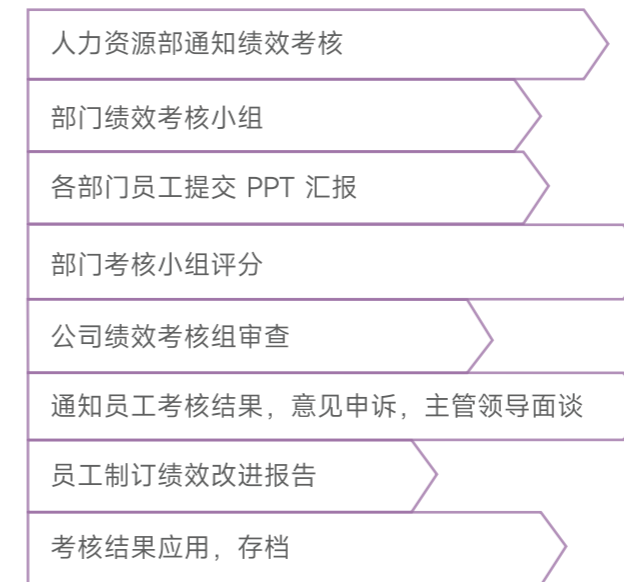 人力资源部通知绩效考核
部门绩效考核小组
各部门员工提交 PPT 汇报
部门考核小组评分
公司绩效考核组审查
通知员工考核结果，意见申诉，主管领导面谈
员工制订绩效改进报告
考核结果应用，存档